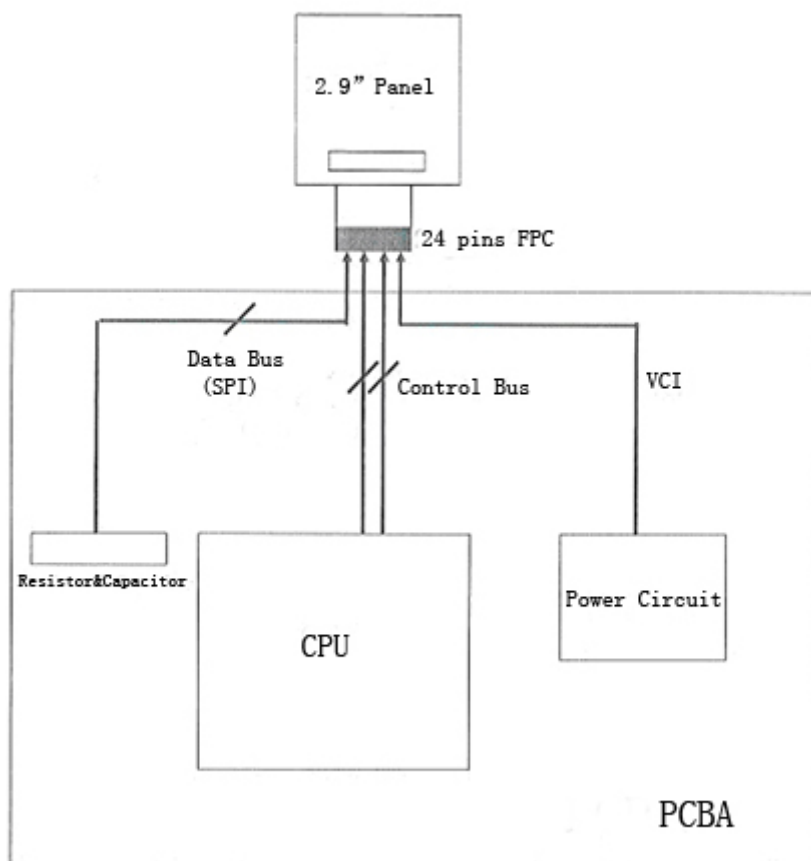 2.9” Panel
24 pins FPC
Data Bus
(SPI)
Control Bus
VCI
Resistor&Capacitor
CPU
Power Circuit
PCBA